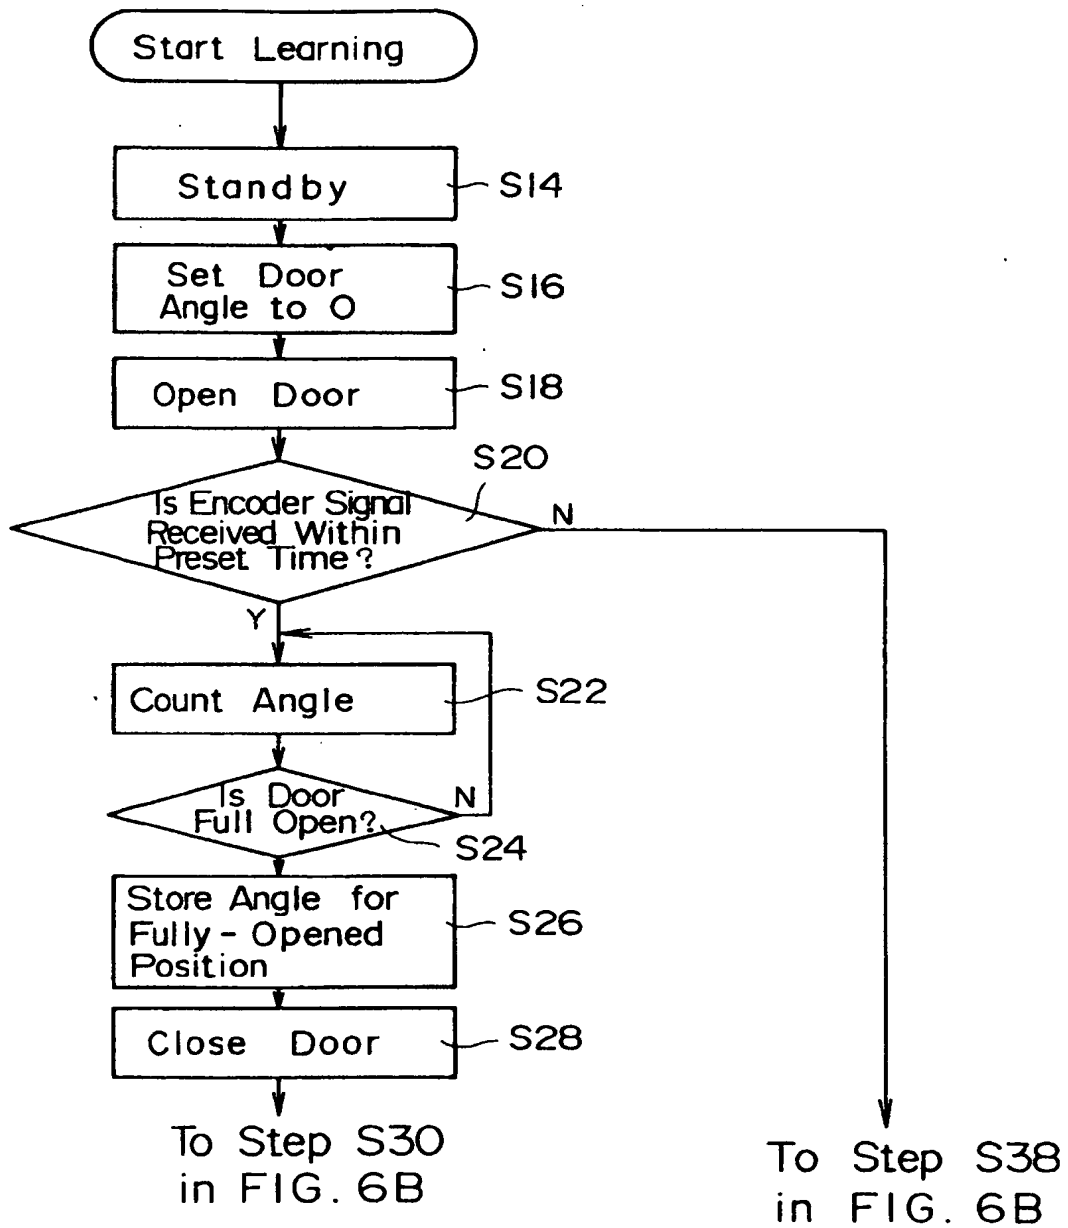 Start Learning
Standby
S14
Set Door
Angle to 0
S16
Open Door
S18
S20
Is Encoder Signal
Received Within
Preset Time?
N
Y
Count Angle
S22
Is Door
Full Open?
N
S24
Store Angle for
Fully-Opened
Position
S26
Close Door
S28
To Step S30
in FIG. 6B
To Step S38
in FIG. 6B